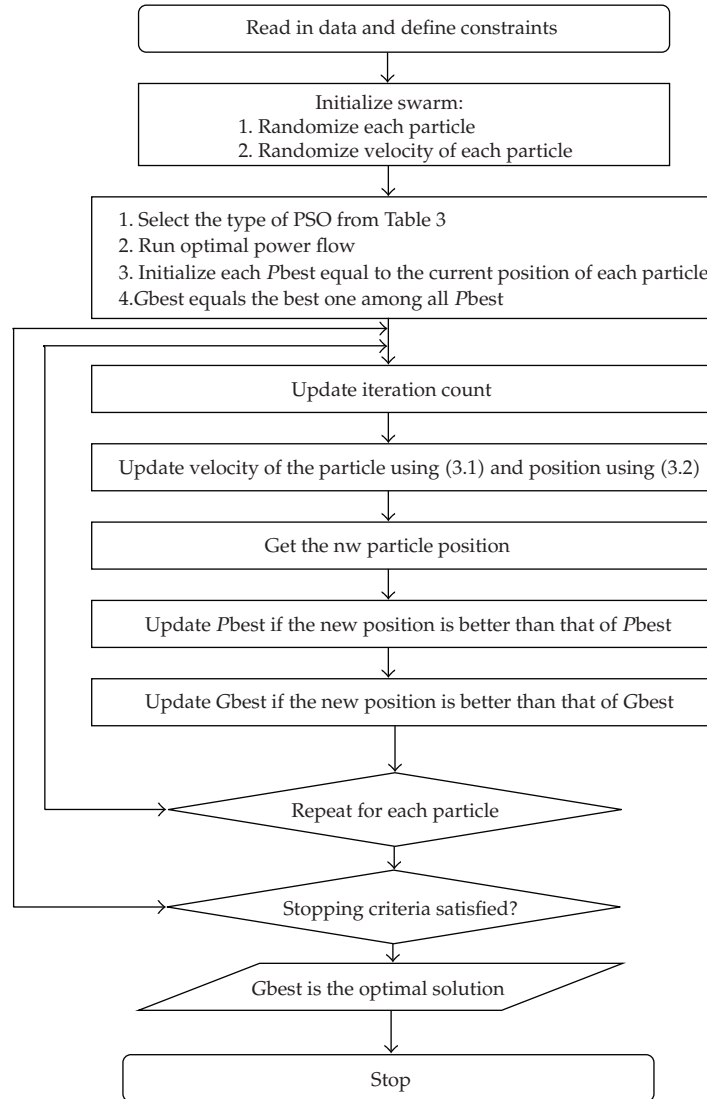 Read in data and define constraints
Initialize swarm:
1. Randomize each particle
2. Randomize velocity of each particle
1. Select the type of PSO from Table 3
2. Run optimal power flow
3. Initialize each Pbest equal to the current position of each particle
4.Gbest equals the best one among all Pbest
Update iteration count
Update velocity of the particle using (3.1) and position using (3.2)
Get the nw particle position
Update Pbest if the new position is better than that of Pbest
Update Gbest if the new position is better than that of Gbest
Repeat for each particle
Stopping criteria satisfied?
Gbest is the optimal solution
Stop